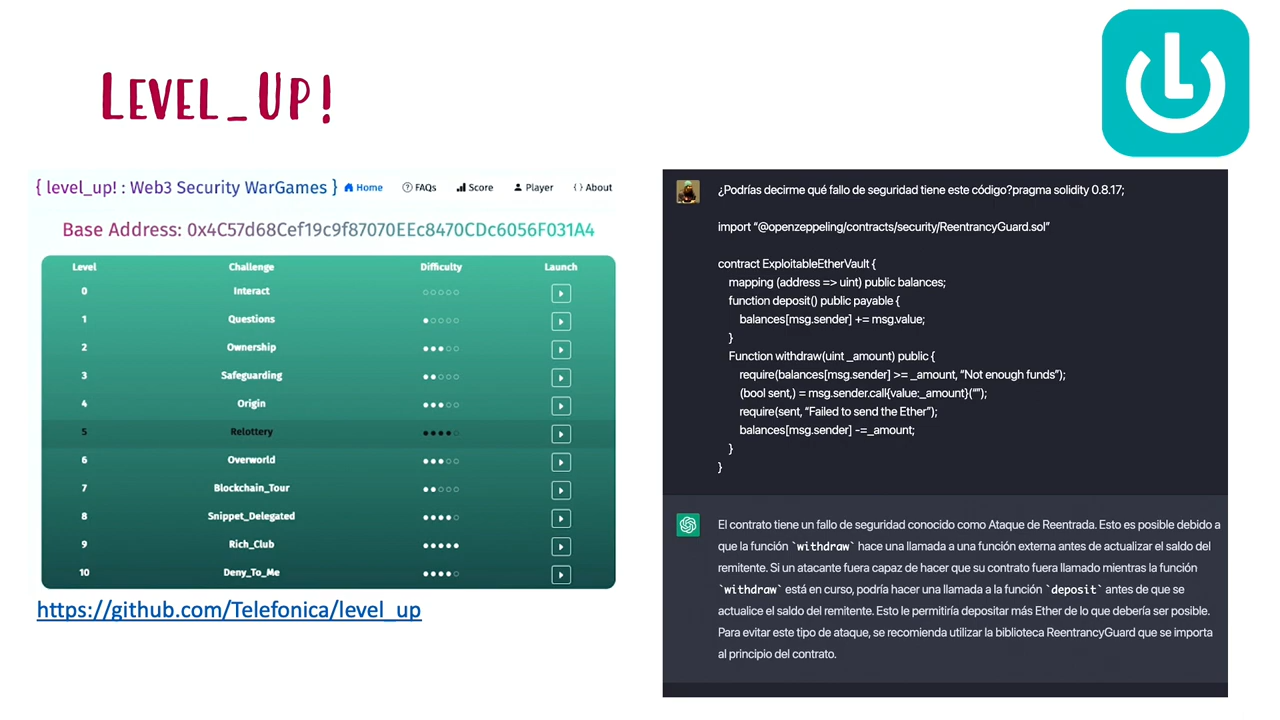 LEVEL_UP!
{ level_up! : Web3 Security WarGames } Home FAQs Score Player { } About
Base Address: 0x4C57d68Cef19c9f87070EEc8470CDc6056F031A4
Level Challenge Difficulty Launch
0 Interact
1 Questions
2 Ownership
3 Safeguarding
4 Origin
5 Relottery
6 Overworld
7 Blockchain_Tour
8 Snippet_Delegated
9 Rich_Club
10 Deny_To_Me
https://github.com/Telefonica/level_up
¿Podrías decirme qué fallo de seguridad tiene este código?pragma solidity 0.8.17;
import “@openzeppeling/contracts/security/ReentrancyGuard.sol”
contract ExploitableEtherVault {
mapping (address => uint) public balances;
function deposit() public payable {
balances[msg.sender] += msg.value;
}
Function withdraw(uint _amount) public {
require(balances[msg.sender] >= _amount, “Not enough funds”);
(bool sent,) = msg.sender.call{value:_amount}(“”);
require(sent, “Failed to send the Ether”);
balances[msg.sender] -=_amount;
}
}
El contrato tiene un fallo de seguridad conocido como Ataque de Reentrada. Esto es posible debido a
que la función `withdraw` hace una llamada a una función externa antes de actualizar el saldo del
remitente. Si un atacante fuera capaz de hacer que su contrato fuera llamado mientras la función
`withdraw` está en curso, podría hacer una llamada a la función `deposit` antes de que se
actualice el saldo del remitente. Esto le permitiría depositar más Ether de lo que debería ser posible.
Para evitar este tipo de ataque, se recomienda utilizar la biblioteca ReentrancyGuard que se importa
al principio del contrato.